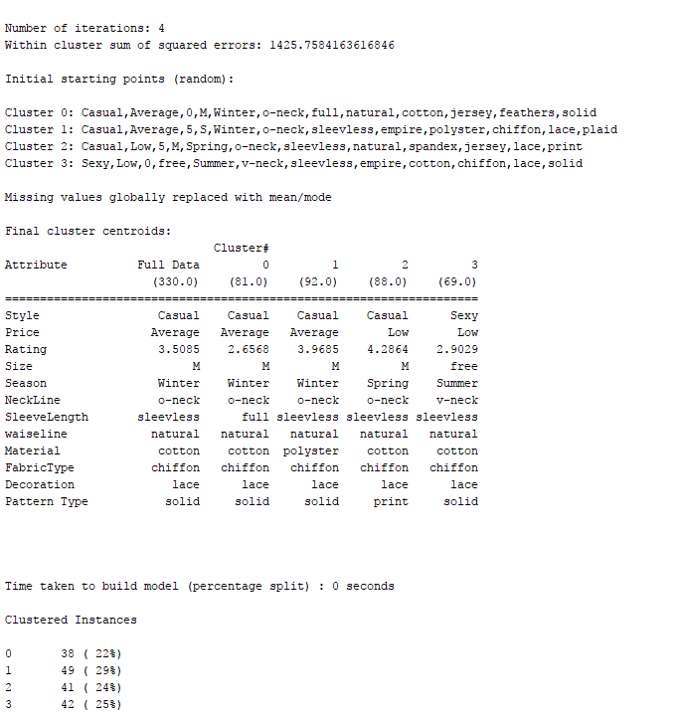 Number of iterations: 4
Within cluster sum of squared errors: 1425.7584163616846
Initial starting points (random):
Cluster 0: Casual,Average,0,M,Winter,o-neck,full,natural,cotton,jersey,feathers,solid
Cluster 1: Casual,Average,5,S,Winter,o-neck,sleevless,empire,polyster,chiffon,lace,plaid
Cluster 2: Casual,Low,5,M,Spring,o-neck,sleevless,natural,spandex,jersey,lace,print
Cluster 3: Sexy,Low,0,free,Summer,v-neck,sleevless,empire,cotton,chiffon,lace,solid
Missing values globally replaced with mean/mode
Final cluster centroids:
Cluster#
Attribute Full Data 0 1 2 3
(330.0) (81.0) (92.0) (88.0) (69.0)
=======================================================================
Style Casual Casual Casual Casual Sexy
Price Average Average Average Low Low
Rating 3.5085 2.6568 3.9685 4.2864 2.9029
Size M M M M free
Season Winter Winter Winter Spring Summer
NeckLine o-neck o-neck o-neck o-neck v-neck
SleeveLength sleevless full sleevless sleevless sleevless
waiseline natural natural natural natural natural
Material cotton cotton polyster cotton cotton
FabricType chiffon chiffon chiffon chiffon chiffon
Decoration lace lace lace lace lace
Pattern Type solid solid solid print solid
Time taken to build model (percentage split) : 0 seconds
Clustered Instances
0 38 ( 22%)
1 49 ( 29%)
2 41 ( 24%)
3 42 ( 25%)